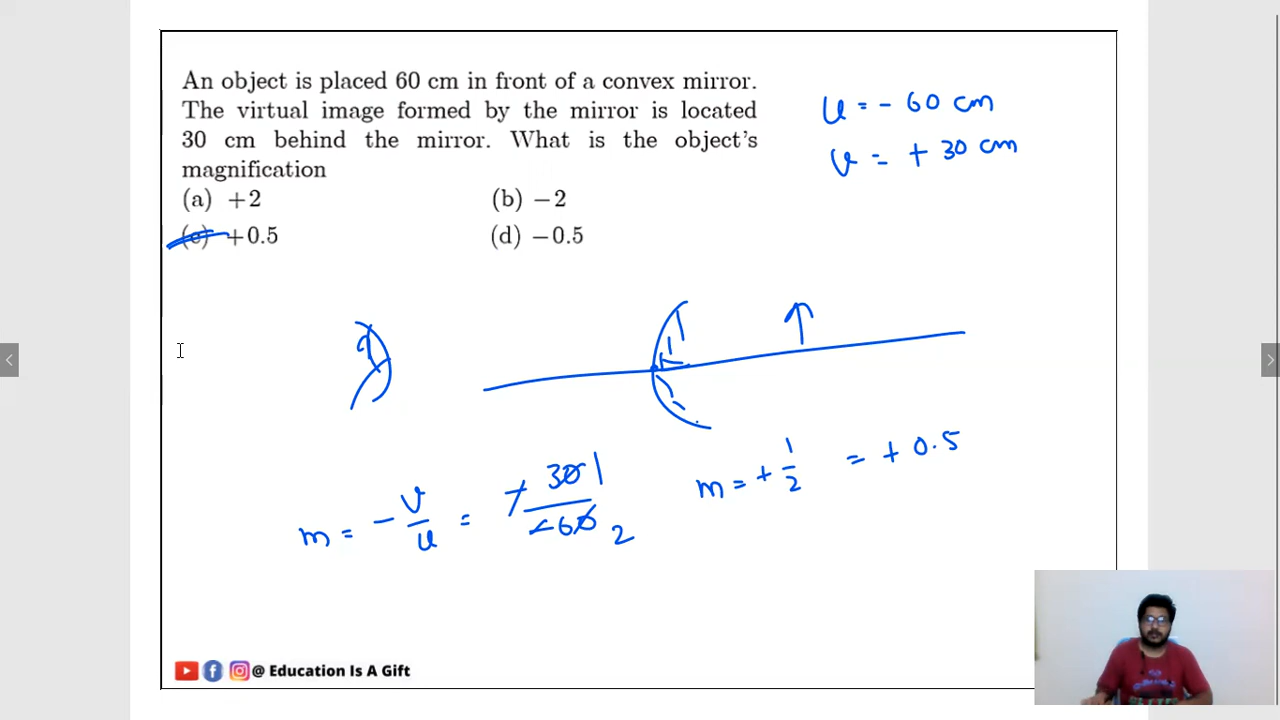 An object is placed 60 cm in front of a convex mirror.
The virtual image formed by the mirror is located
30 cm behind the mirror. What is the object's
magnification
(a) +2 (b) −2
(c) +0.5 (d) −0.5
u = - 60 cm
v = + 30 cm
m = - v/u = - 30/-60 1 2
m = + 1/2 = + 0.5
@ Education Is A Gift